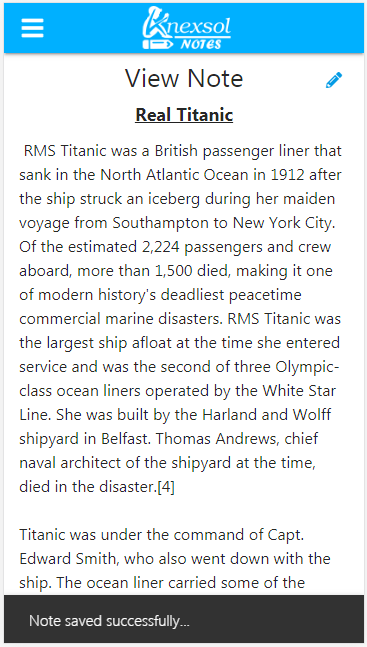 Knexsol
NOTES
View Note
Real Titanic
RMS Titanic was a British passenger liner that
sank in the North Atlantic Ocean in 1912 after
the ship struck an iceberg during her maiden
voyage from Southampton to New York City.
Of the estimated 2,224 passengers and crew
aboard, more than 1,500 died, making it one
of modern history's deadliest peacetime
commercial marine disasters. RMS Titanic was
the largest ship afloat at the time she entered
service and was the second of three Olympic-
class ocean liners operated by the White Star
Line. She was built by the Harland and Wolff
shipyard in Belfast. Thomas Andrews, chief
naval architect of the shipyard at the time,
died in the disaster.[4]
Titanic was under the command of Capt.
Edward Smith, who also went down with the
ship. The ocean liner carried some of the
Note saved successfully...